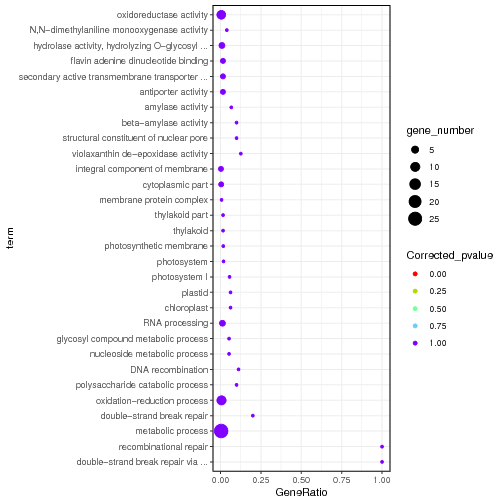 oxidoreductase activity
N,N-dimethylaniline monooxygenase activity
hydrolase activity, hydrolyzing O-glycosyl ...
flavin adenine dinucleotide binding
secondary active transmembrane transporter ...
antiporter activity
amylase activity
beta-amylase activity
structural constituent of nuclear pore
violaxanthin de-epoxidase activity
integral component of membrane
cytoplasmic part
membrane protein complex
thylakoid part
thylakoid
photosynthetic membrane
photosystem
photosystem I
plastid
chloroplast
RNA processing
glycosyl compound metabolic process
nucleoside metabolic process
DNA recombination
polysaccharide catabolic process
oxidation-reduction process
double-strand break repair
metabolic process
recombinational repair
double-strand break repair via ...
term
0.00 0.25 0.50 0.75 1.00
GeneRatio
gene_number
5
10
15
20
25
Corrected_pvalue
0.00
0.25
0.50
0.75
1.00